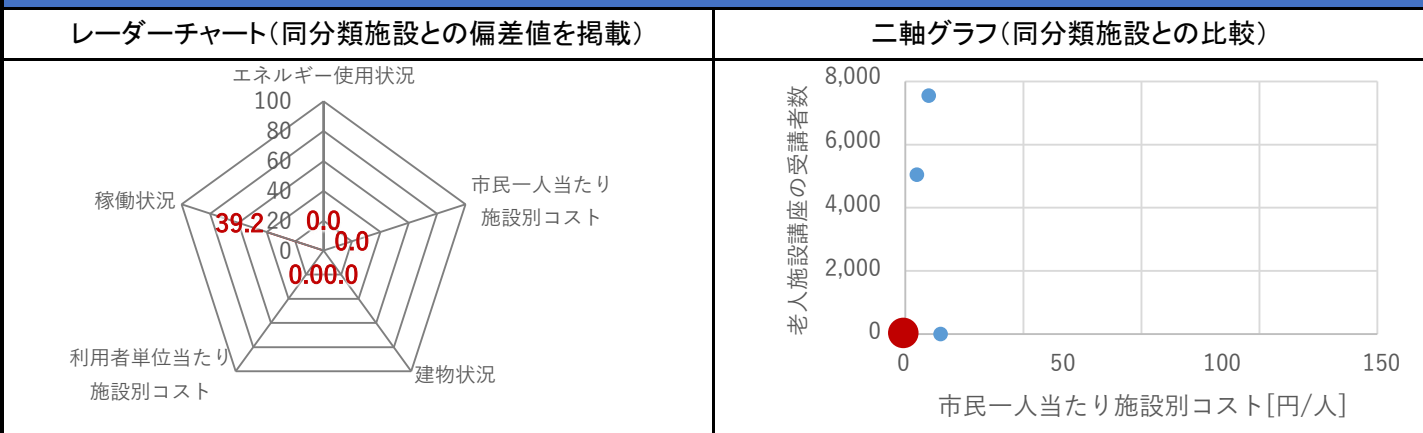 レーダーチャート(同分類施設との偏差値を掲載)
二軸グラフ(同分類施設との比較)
エネルギー使用状況
100
80
60
40
20
0
市民一人当たり
施設別コスト
稼働状況
39.2
0.0
0.0
0.0
0.0
利用者単位当たり
施設別コスト
建物状況
老人施設講座の受講者数
8,000
6,000
4,000
2,000
0
0
50
100
150
市民一人当たり施設別コスト[円/人]